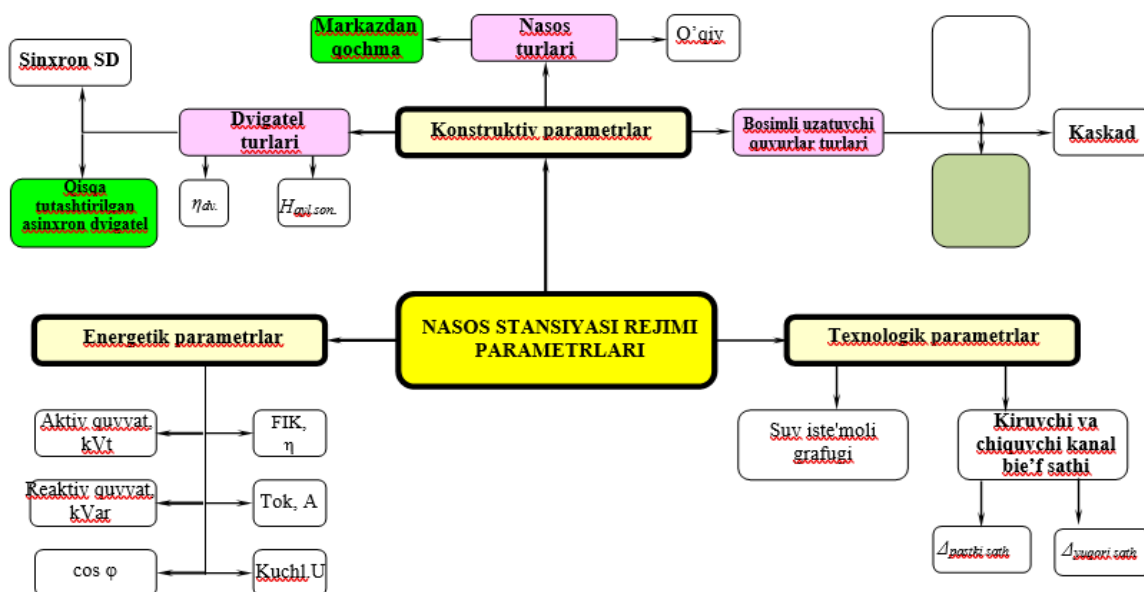 Markazdan
qochma
Nasos
turlari
O’qiy
Sinxron SD
Dvigatel
turlari
Konstruktiv parametrlar
Bosimli uzatuvchi
quvurlar turlari
Kaskad
Qisqa
tutashtirilgan
asinxron dvigatel
η dv.
H ayl.son.
Energetik parametrlar
NASOS STANSIYASI REJIMI
PARAMETRLARI
Texnologik parametrlar
Aktiv quvvat,
kVt
FIK,
η
Suv iste'moli
grafugi
Kiruvchi va
chiquvchi kanal
bie’f sathi
Reaktiv quvvat,
kVar
Tok, A
cos φ
Kuchl.U
Δpastki sath
Δyuqori sath